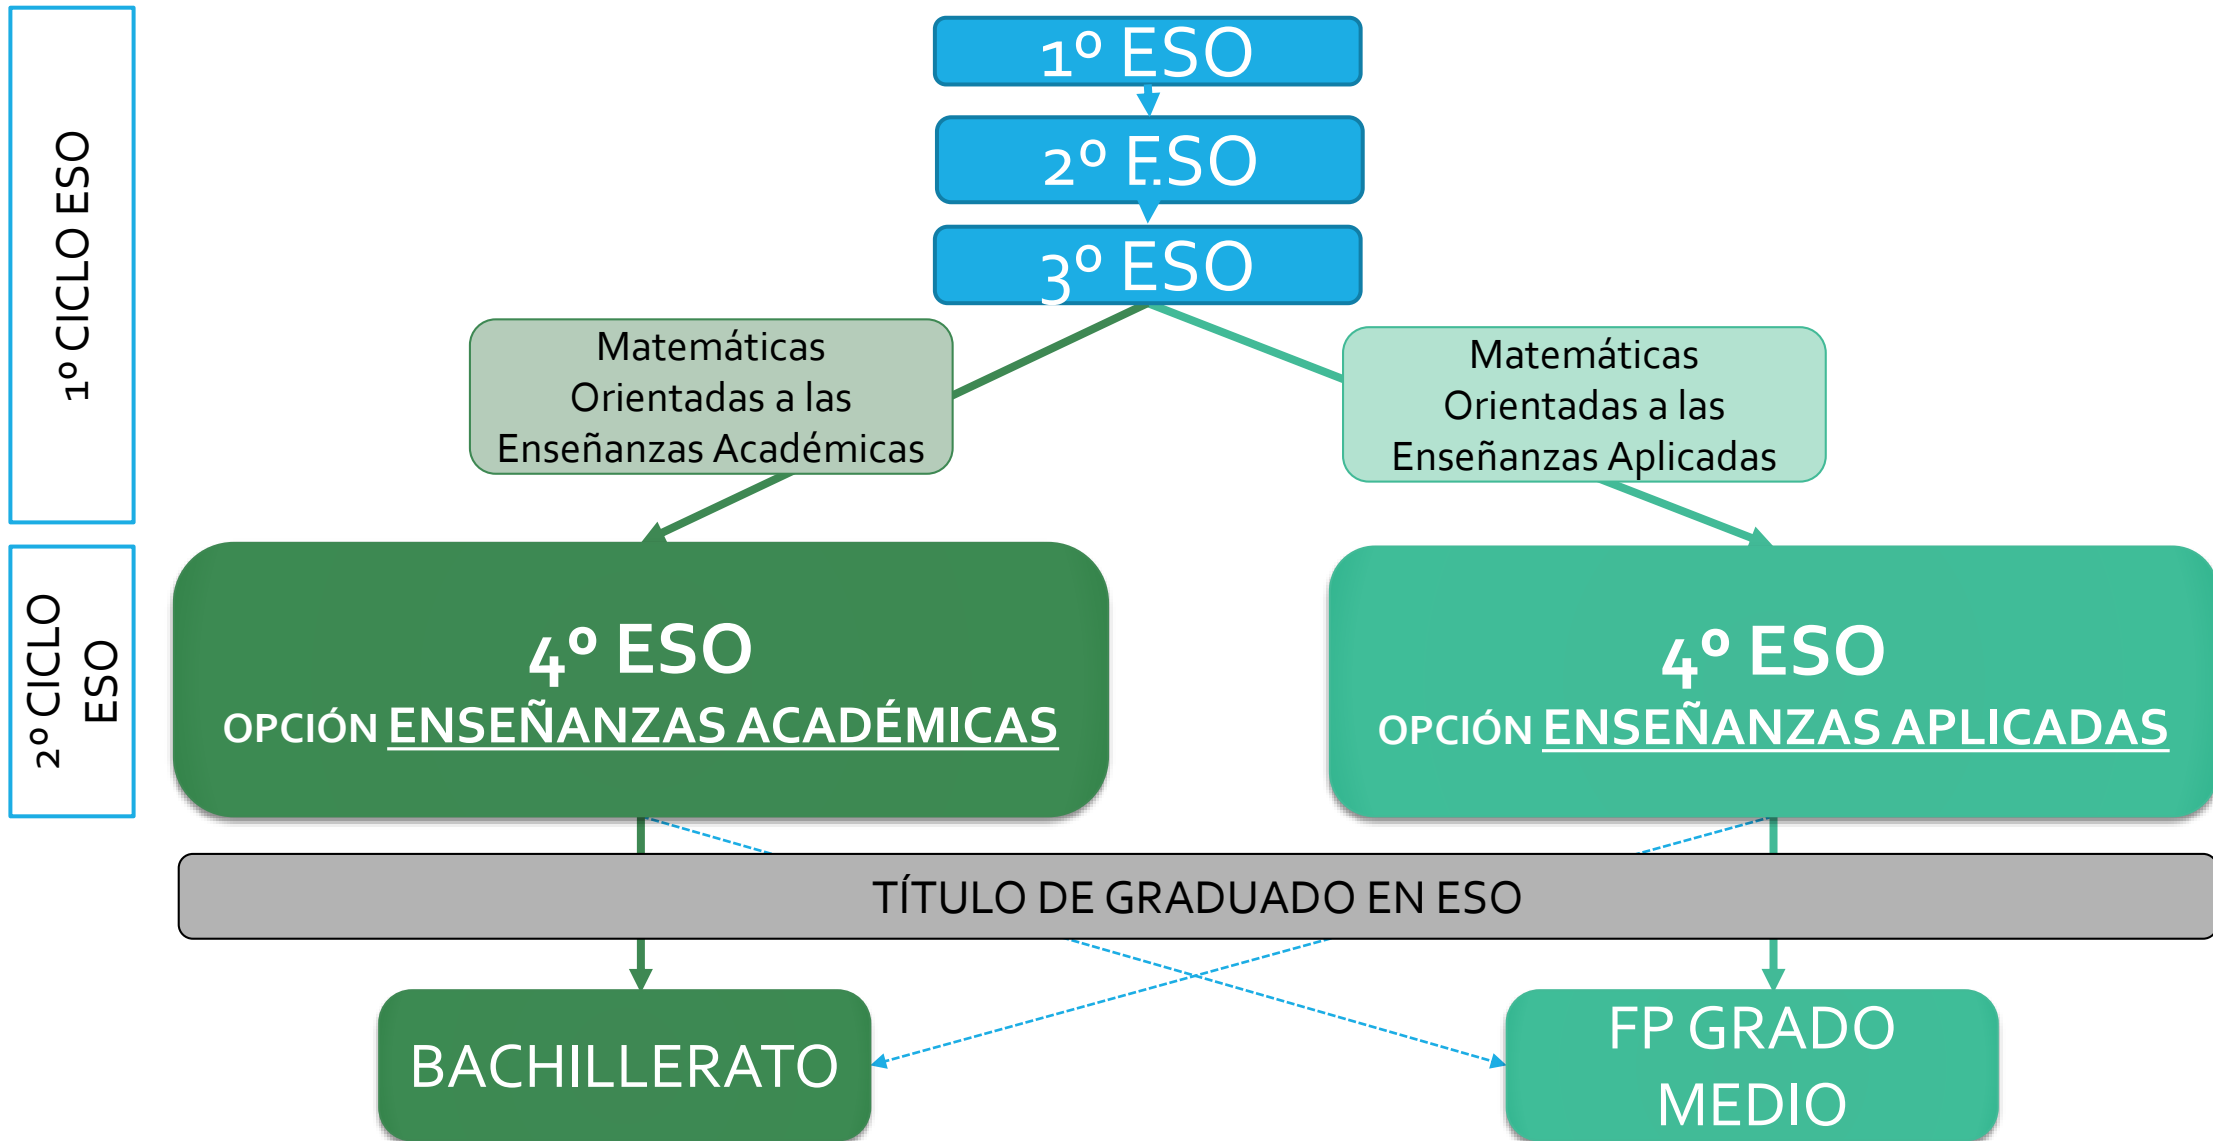 1º CICLO ESO
1º ESO
2º ESO
3º ESO
Matemáticas
Orientadas a las
Enseñanzas Académicas
Matemáticas
Orientadas a las
Enseñanzas Aplicadas
2º CICLO
ESO
4º ESO
OPCIÓN ENSEÑANZAS ACADÉMICAS
4º ESO
OPCIÓN ENSEÑANZAS APLICADAS
TÍTULO DE GRADUADO EN ESO
BACHILLERATO
FP GRADO
MEDIO